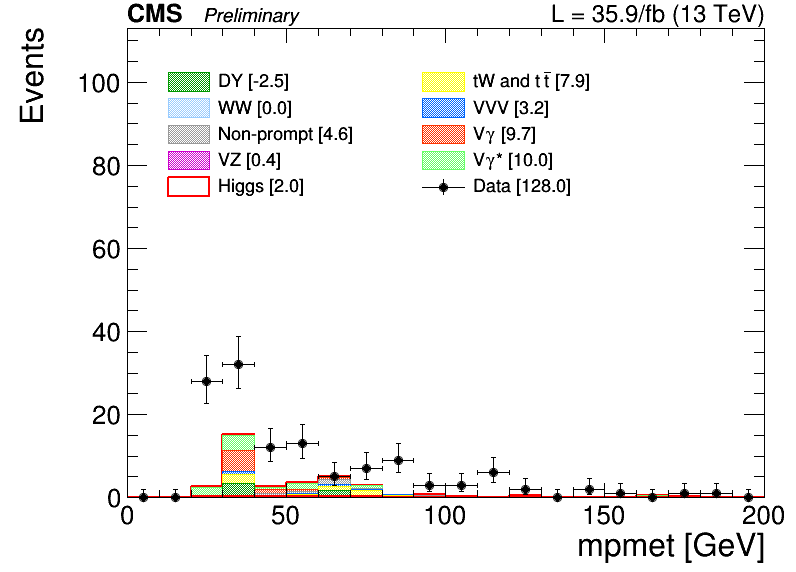 CMS Preliminary L = 35.9/fb (13 TeV)
Events
100
80
60
40
20
0
DY [-2.5]
WW [0.0]
Non-prompt [4.6]
VZ [0.4]
Higgs [2.0]
tW and tt̅ [7.9]
VVV [3.2]
Vγ [9.7]
Vγ* [10.0]
Data [128.0]
0 50 100 150 200
mpmet [GeV]